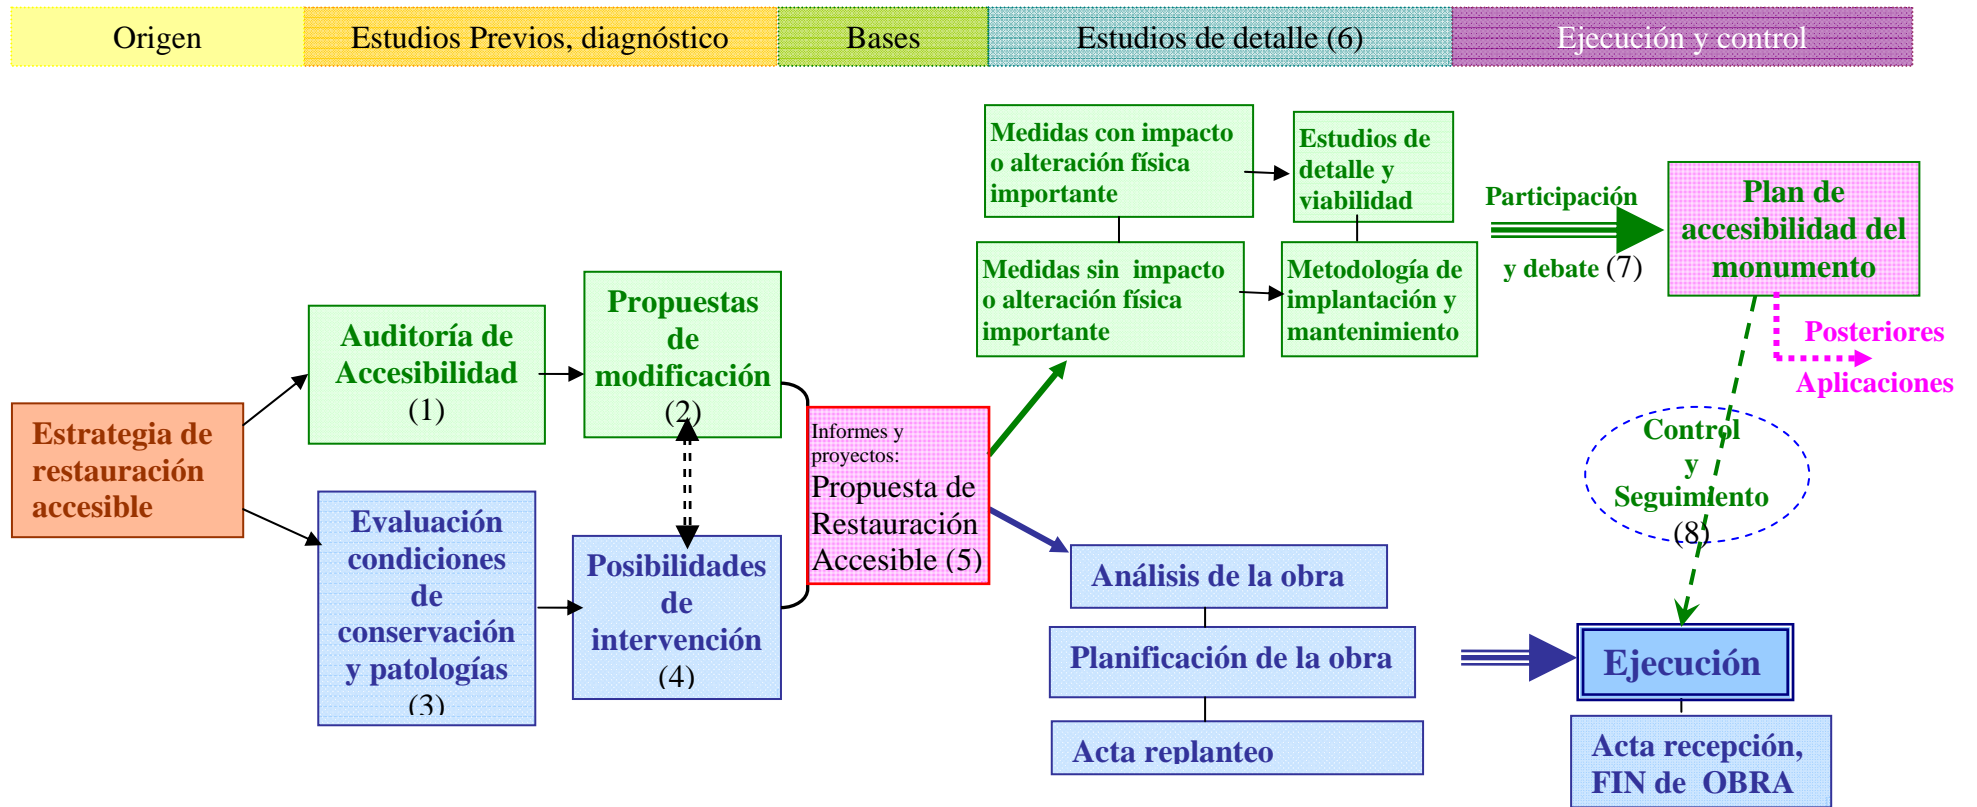 Origen
Estudios Previos, diagnóstico
Bases
Estudios de detalle (6)
Ejecución y control
Estrategia de
restauración
accesible
Auditoría de
Accesibilidad
(1)
Propuestas
de
modificación
(2)
Evaluación
condiciones
de
conservación
y patologías
(3)
Posibilidades
de
intervención
(4)
Informes y
proyectos:
Propuesta de
Restauración
Accesible (5)
Medidas con impacto
o alteración física
importante
Estudios de
detalle y
viabilidad
Medidas sin  impacto
o alteración física
importante
Metodología de
implantación y
mantenimiento
Participación
y debate (7)
Plan de
accesibilidad del
monumento
Posteriores
Aplicaciones
Control
y
Seguimiento
(8)
Análisis de la obra
Planificación de la obra
Acta replanteo
Ejecución
Acta recepción,
FIN de  OBRA